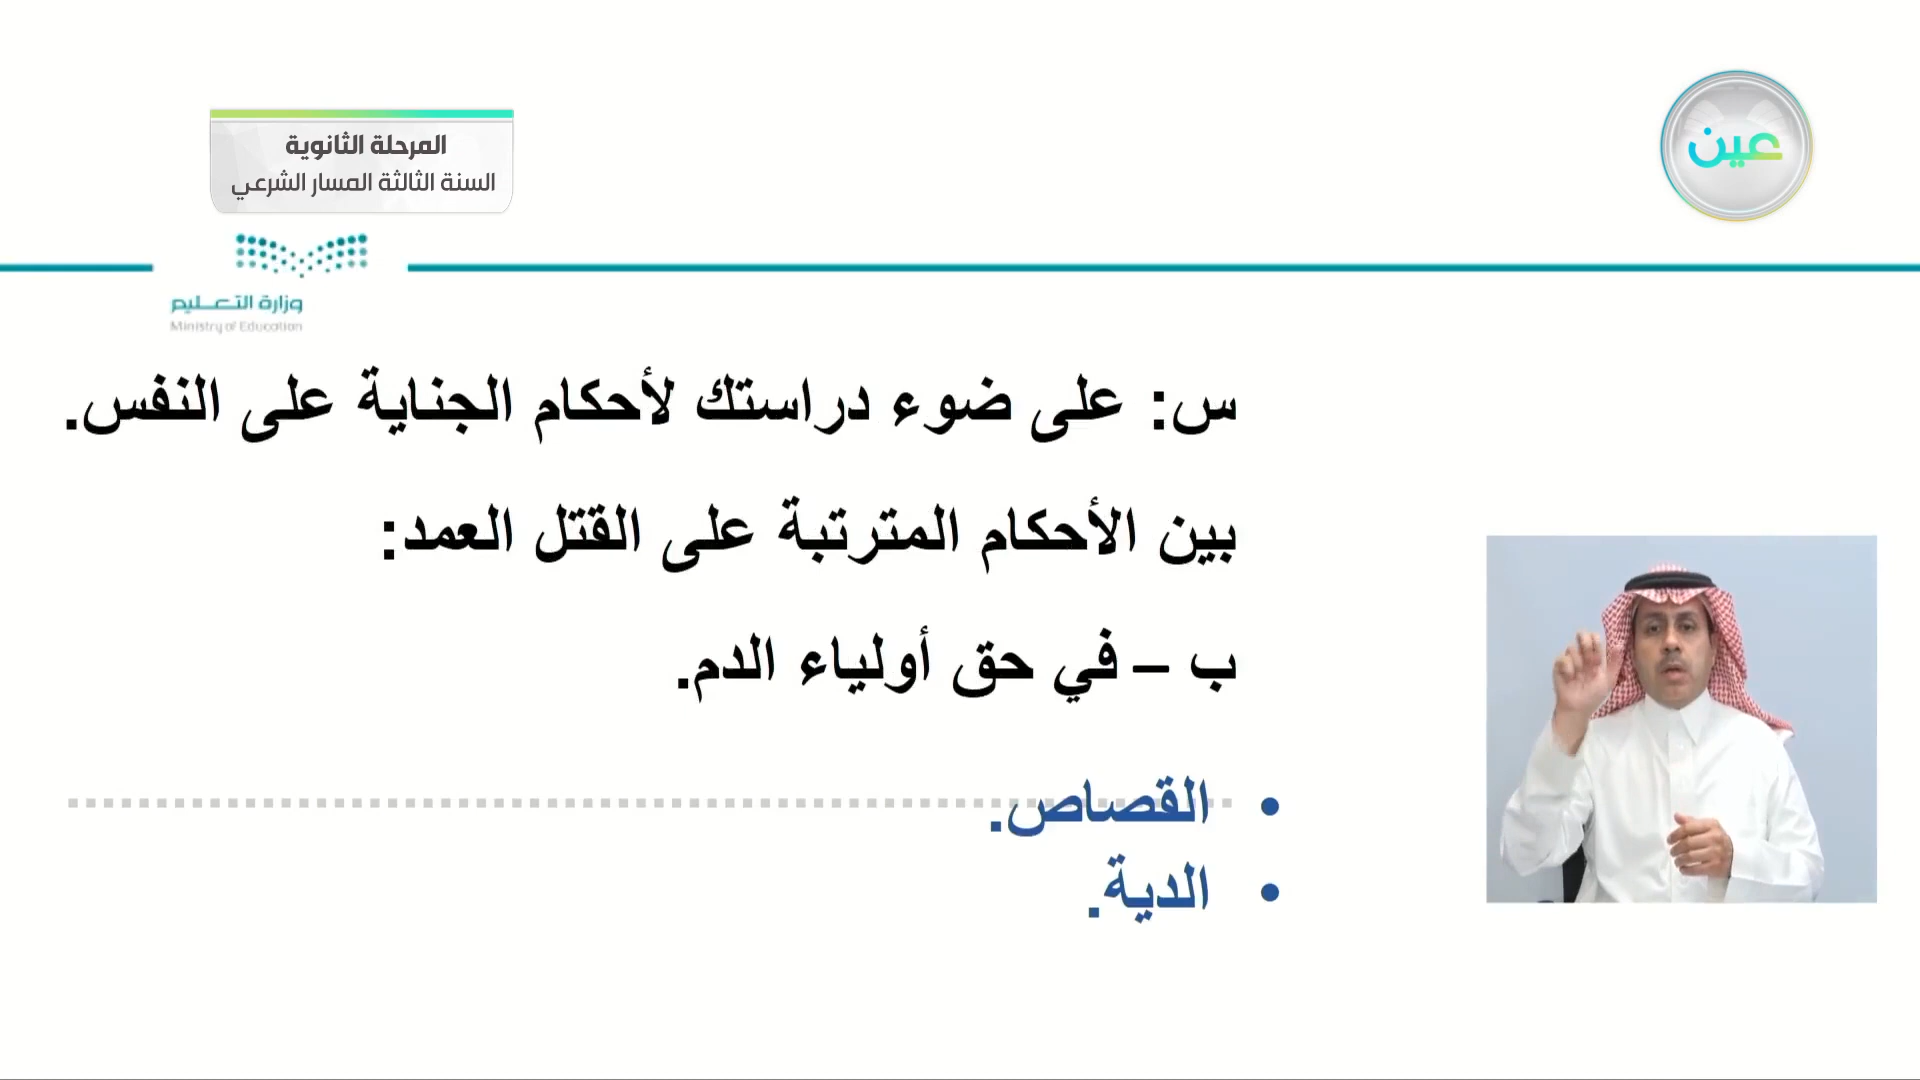 المرحلة الثانوية
السنة الثالثة المسار الشرعي
عين
وزارة التعليم
Ministry of Education
س: على ضوء دراستك لأحكام الجناية على النفس.
بين الأحكام المترتبة على القتل العمد:
ب – في حق أولياء الدم.
• القصاص.
• الدية.